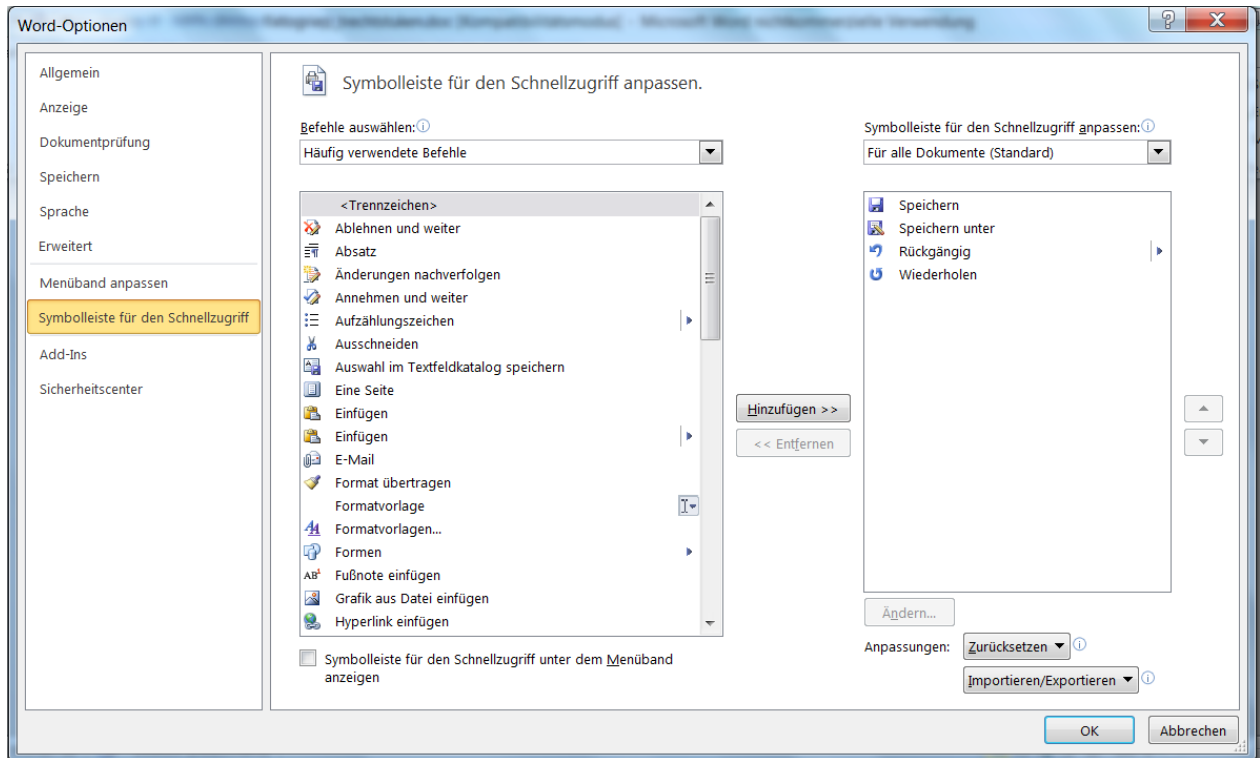 Word-Optionen
Allgemein
Anzeige
Dokumentprüfung
Speichern
Sprache
Erweitert
Menüband anpassen
Symbolleiste für den Schnellzugriff
Add-Ins
Sicherheitscenter
Symbolleiste für den Schnellzugriff anpassen.
Befehle auswählen:
Häufig verwendete Befehle
<Trennzeichen>
Ablehnen und weiter
Absatz
Änderungen nachverfolgen
Annehmen und weiter
Aufzählungszeichen
Ausschneiden
Auswahl im Textfeldkatalog speichern
Eine Seite
Einfügen
Einfügen
E-Mail
Format übertragen
Formatvorlage
Formatvorlagen...
Formen
Fußnote einfügen
Grafik aus Datei einfügen
Hyperlink einfügen
Symbolleiste für den Schnellzugriff unter dem Menüband
anzeigen
Hinzufügen >>
<< Entfernen
Symbolleiste für den Schnellzugriff anpassen:
Für alle Dokumente (Standard)
Speichern
Speichern unter
Rückgängig
Wiederholen
Ändern...
Anpassungen: Zurücksetzen
Importieren/Exportieren
OK
Abbrechen